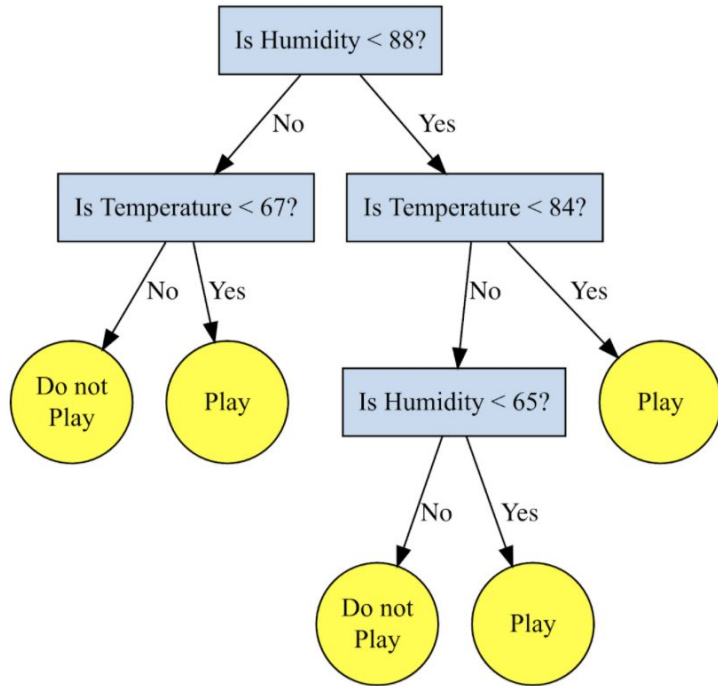 Is Humidity < 88?
No
Yes
Is Temperature < 67?
Is Temperature < 84?
No
Yes
No
Yes
Do not
Play
Play
Is Humidity < 65?
Play
No
Yes
Do not
Play
Play